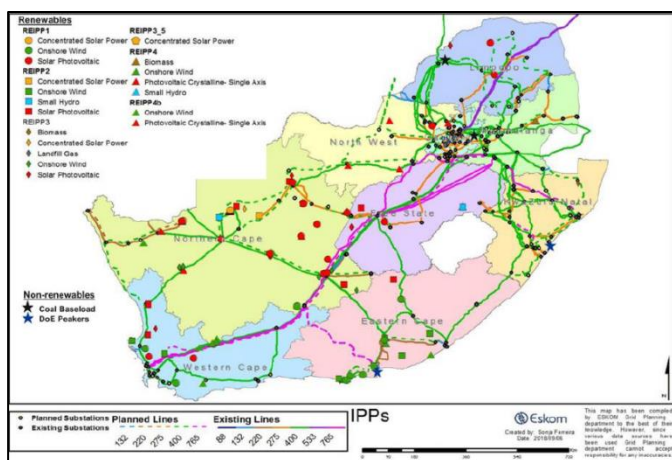 Renewables
REIPP1
Concentrated Solar Power
Onshore Wind
Solar Photovoltaic
REIPP2
Concentrated Solar Power
Onshore Wind
Small Hydro
Solar Photovoltaic
REIPP3
Biomass
Concentrated Solar Power
Landfill Gas
Onshore Wind
Solar Photovoltaic
REIPP3_5
Concentrated Solar Power
REIPP4
Biomass
Onshore Wind
Photovoltaic Crystalline- Single Axis
Small Hydro
REIPP4b
Onshore Wind
Photovoltaic Crystalline- Single Axis
Limpopo
North West
Free State
KwaZulu-Natal
Northern Cape
Eastern Cape
Western Cape
Non-renewables
Coal Baseload
DoE Peakers
Planned Substations
Existing Substations
Planned Lines
132 220 275 400 765
Existing Lines
88 132 220 275 400 533 765
IPPs
Eskom
Created by: Sonja Ferreira
This map has been compiled
by ESKOM Grid Planning
department to the best of their
knowledge. However, since
various data sources have
been used Grid Planning
department cannot accept
responsibility for any inaccuracies.